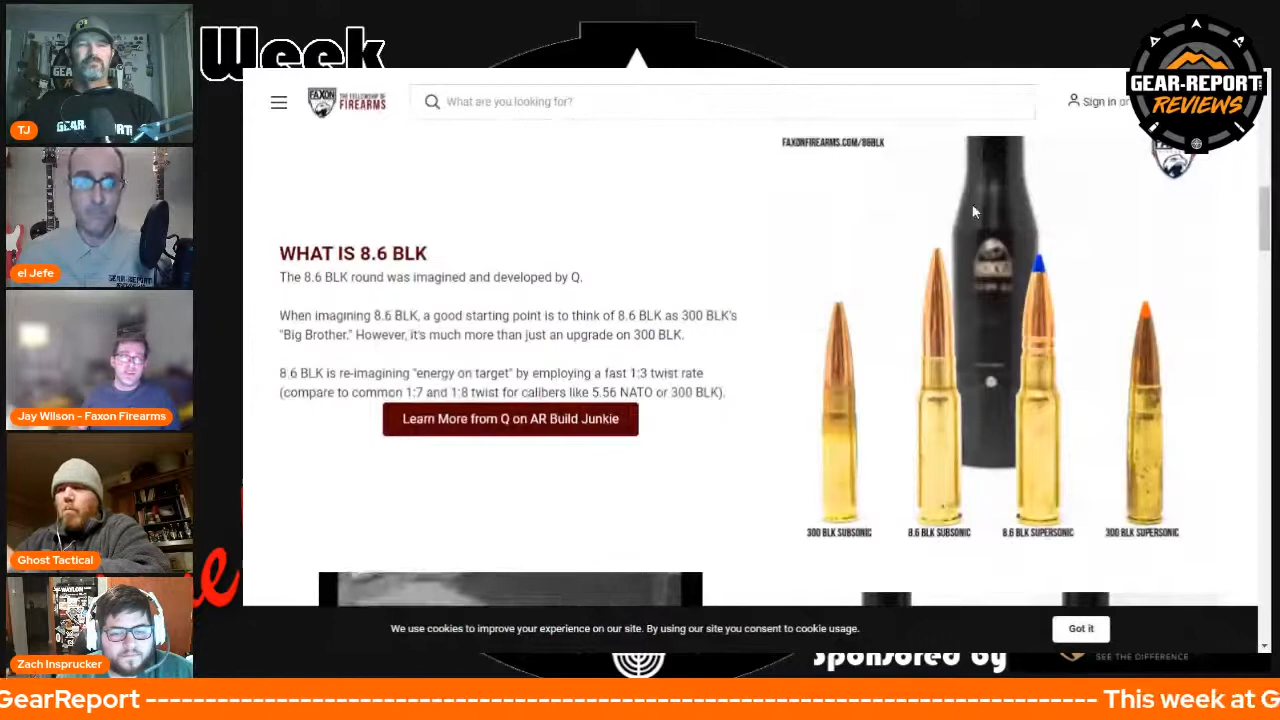 Week
GEAR-REPORT
REVIEWS
TJ
GEAR
FAXON
THE FELLOWSHIP OF
FIREARMS
What are you looking for?
Sign in or
FAXONFIREARMS.COM/86BLK
el Jefe
WHAT IS 8.6 BLK
The 8.6 BLK round was imagined and developed by Q.
When imagining 8.6 BLK, a good starting point is to think of 8.6 BLK as 300 BLK's
"Big Brother." However, it's much more than just an upgrade on 300 BLK.
8.6 BLK is re-imagining "energy on target" by employing a fast 1:3 twist rate
(compare to common 1:7 and 1:8 twist for calibers like 5.56 NATO or 300 BLK).
Learn More from Q on AR Build Junkie
Jay Wilson - Faxon Firearms
300 BLK SUBSONIC
8.6 BLK SUBSONIC
8.6 BLK SUPERSONIC
300 BLK SUPERSONIC
Ghost Tactical
We use cookies to improve your experience on our site. By using our site you consent to cookie usage.
Got it
Zach Insprucker
Sponsored by
SEE THE DIFFERENCE
GearReport ---------------------------------------------------------------------- This week at G